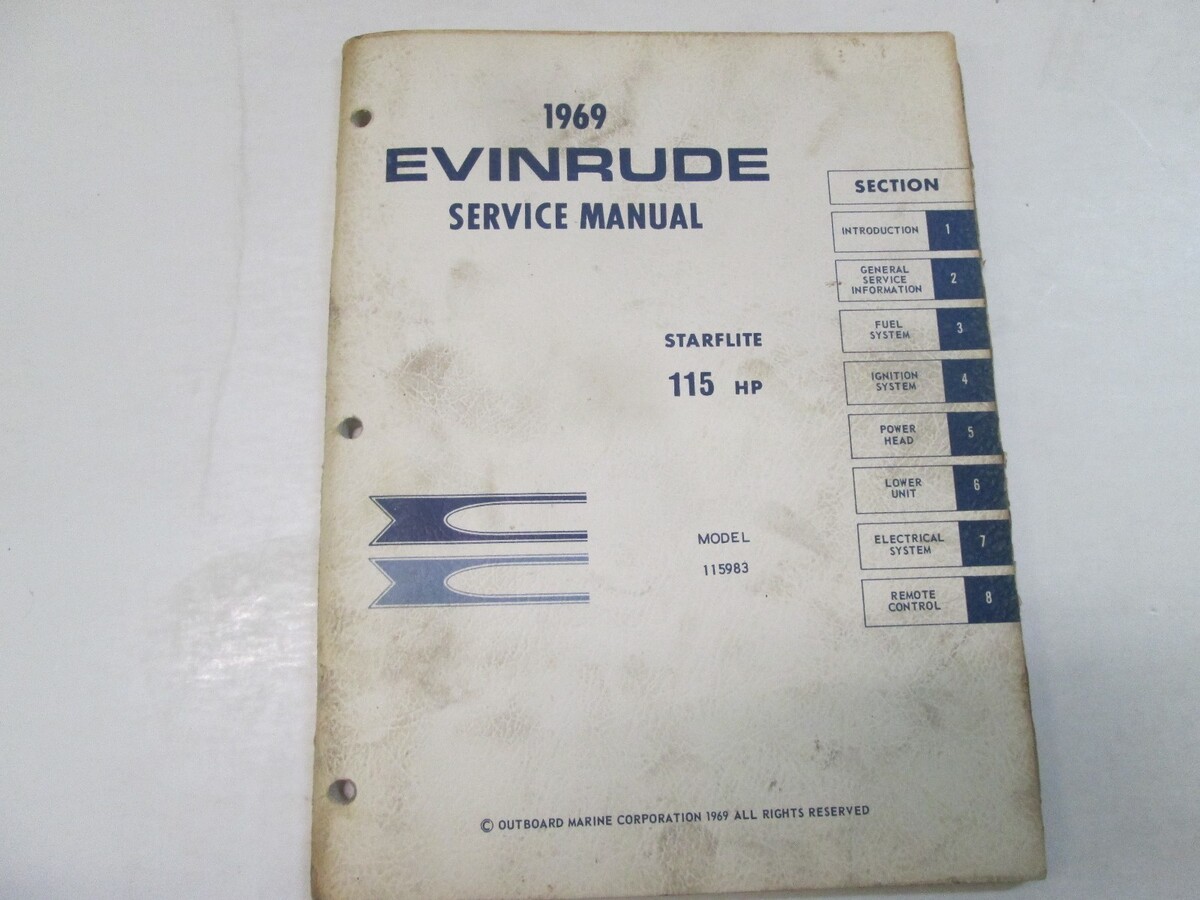 1969
EVINRUDE
SERVICE MANUAL
STARFLITE
115 HP
MODEL
115983
SECTION
INTRODUCTION 1
GENERAL
SERVICE
INFORMATION 2
FUEL
SYSTEM 3
IGNITION
SYSTEM 4
POWER
HEAD 5
LOWER
UNIT 6
ELECTRICAL
SYSTEM 7
REMOTE
CONTROL 8
© OUTBOARD MARINE CORPORATION 1969 ALL RIGHTS RESERVED